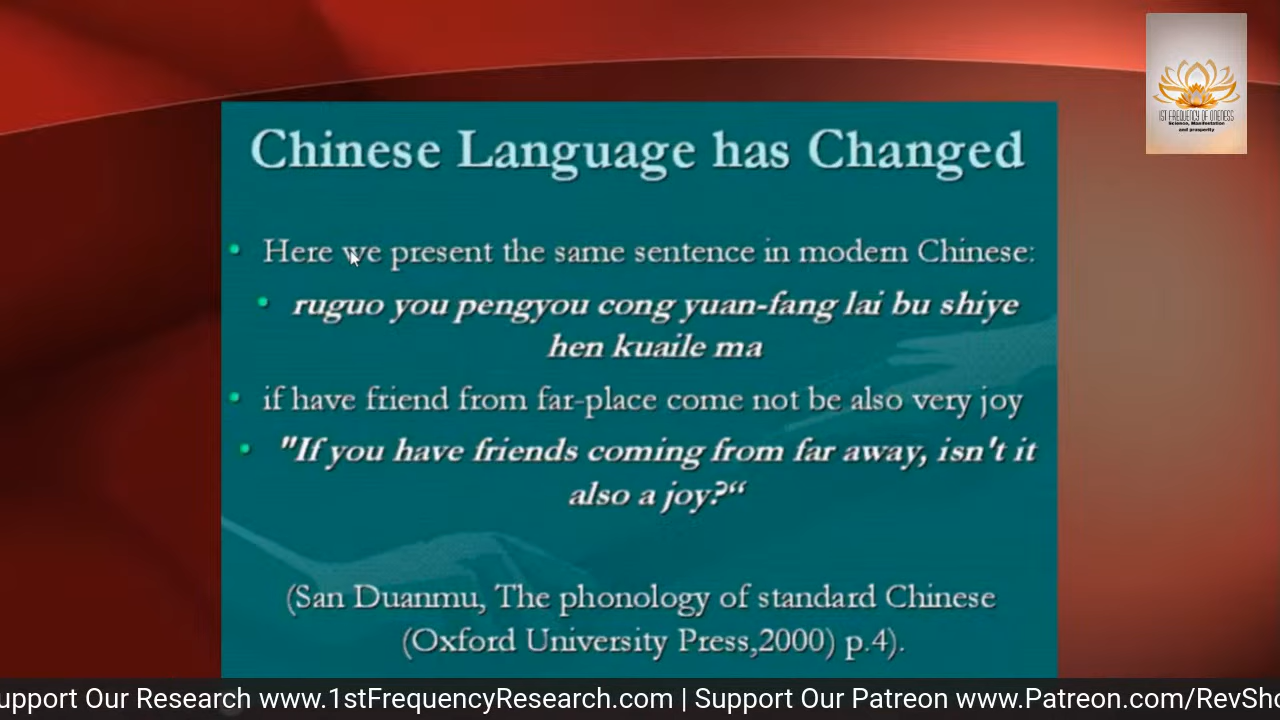 1ST FREQUENCY OF ONENESS
Science, Manifestation
and prosperity
Chinese Language has Changed
• Here we present the same sentence in modern Chinese:
• ruguo you pengyou cong yuan-fang lai bu shiye
hen kuaile ma
• if have friend from far-place come not be also very joy
• "If you have friends coming from far away, isn't it
also a joy?“
(San Duanmu, The phonology of standard Chinese
(Oxford University Press,2000) p.4).
upport Our Research www.1stFrequencyResearch.com | Support Our Patreon www.Patreon.com/RevSho